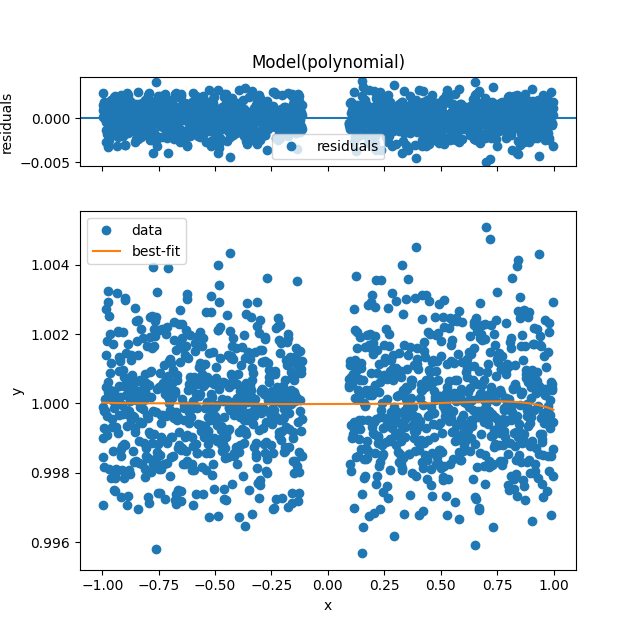 Model(polynomial)
residuals
0.000
−0.005
residuals
data
best-fit
y
1.004
1.002
1.000
0.998
0.996
−1.00 −0.75 −0.50 −0.25 0.00 0.25 0.50 0.75 1.00
x